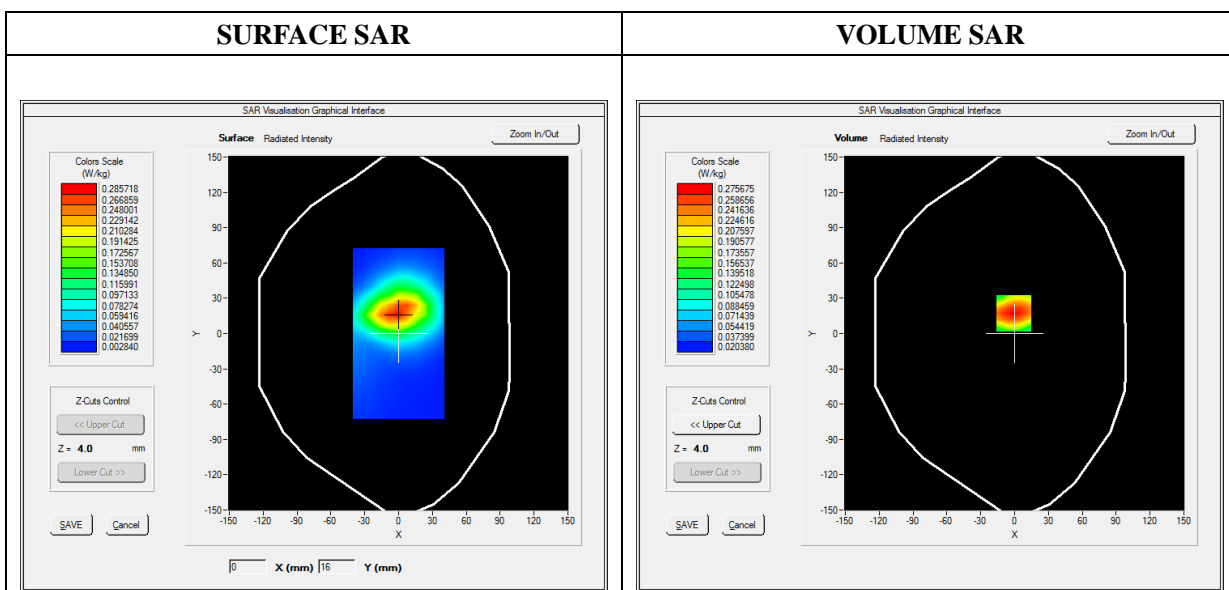 SURFACE SAR
VOLUME SAR
SAR Visualisation Graphical Interface
Surface Radiated Intensity
Zoom In/Out
Colors Scale
(W/kg)
0.285718
0.266859
0.248001
0.229142
0.210284
0.191425
0.172567
0.153708
0.134850
0.115991
0.097133
0.078274
0.059416
0.040557
0.021699
0.002840
Z-Cuts Control
<< Upper Cut
Z = 4.0 mm
Lower Cut >>
SAVE Cancel
150
120
90
60
30
0
-30
-60
-90
-120
-150
Y
-150 -120 -90 -60 -30 0 30 60 90 120 150
X
0 X (mm) 16 Y (mm)
SAR Visualisation Graphical Interface
Volume Radiated Intensity
Zoom In/Out
Colors Scale
(W/kg)
0.275675
0.258656
0.241636
0.224616
0.207597
0.190577
0.173557
0.156537
0.139518
0.122498
0.105478
0.088459
0.071439
0.054419
0.037399
0.020380
Z-Cuts Control
<< Upper Cut
Z = 4.0 mm
Lower Cut >>
SAVE Cancel
150
120
90
60
30
0
-30
-60
-90
-120
-150
Y
-150 -120 -90 -60 -30 0 30 60 90 120 150
X